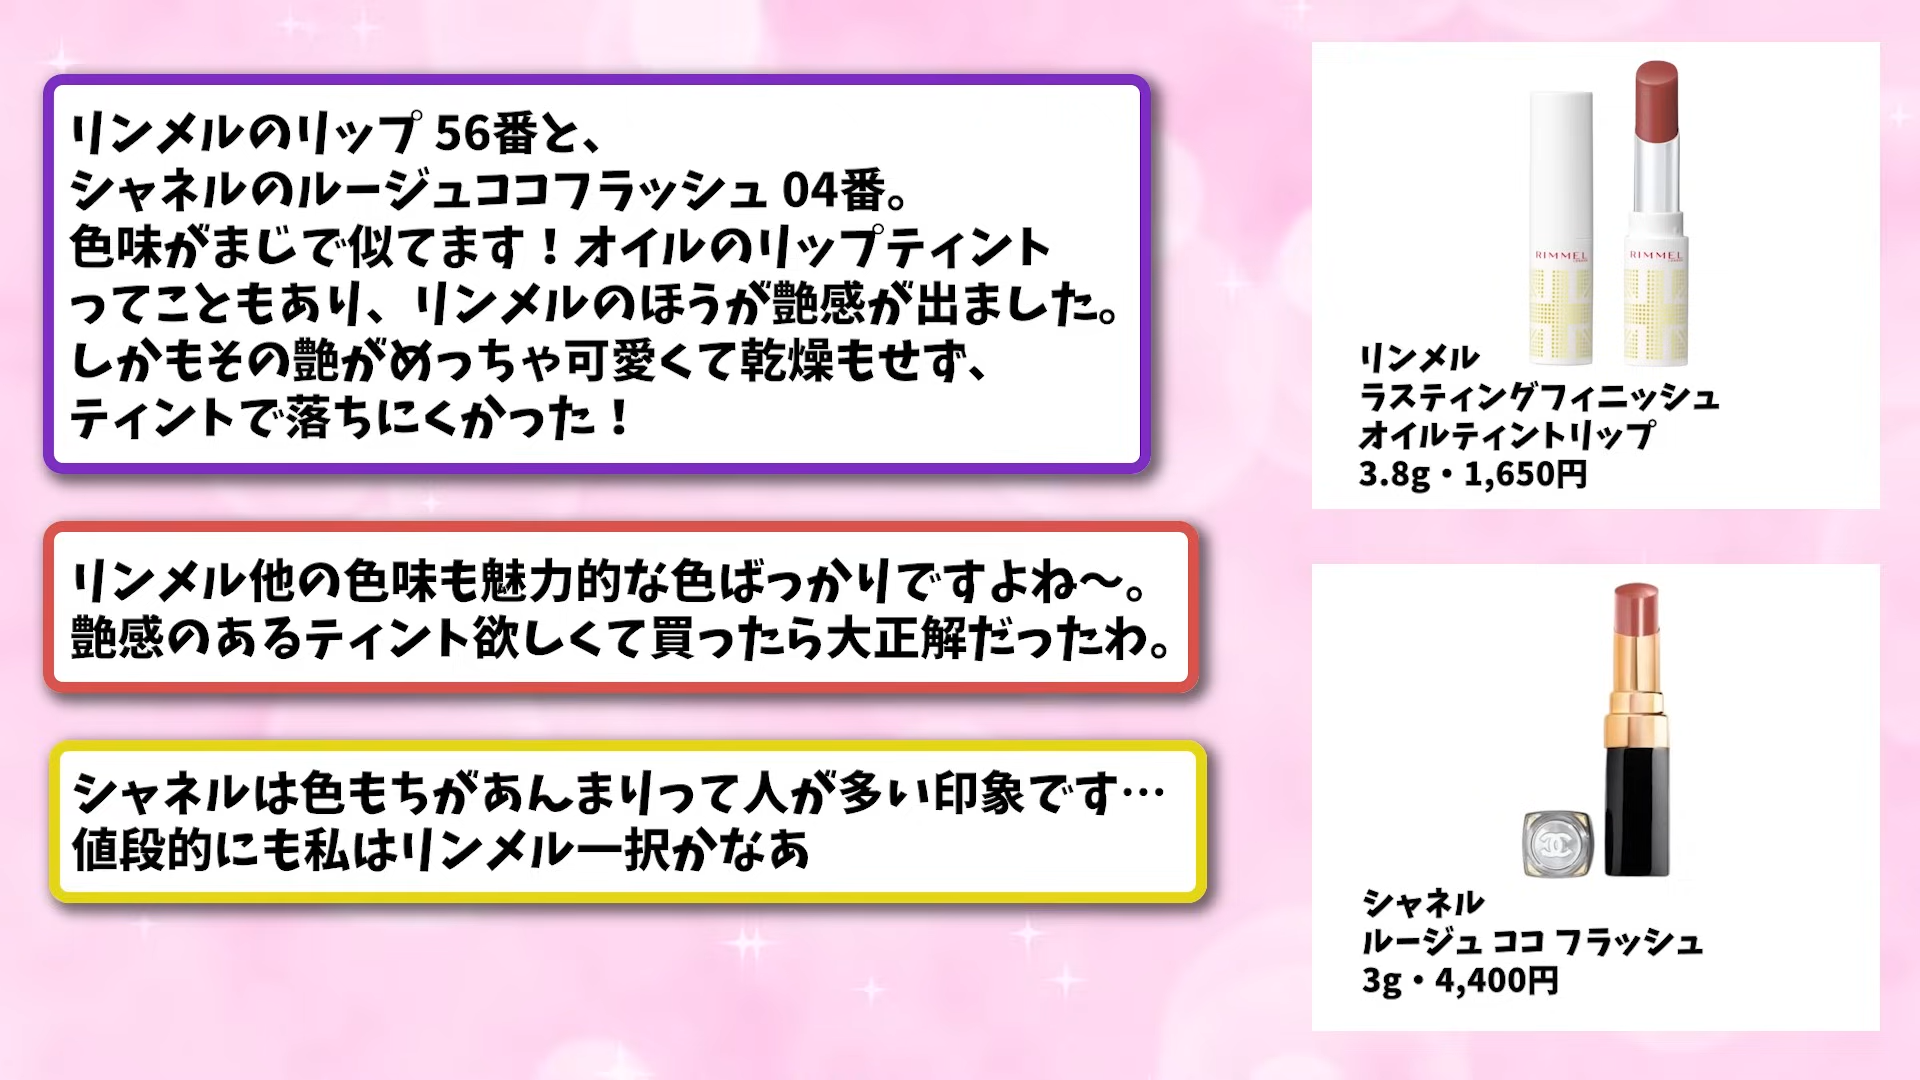 リンメルのリップ 56番と、
シャネルのルージュココフラッシュ 04番。
色味がまじで似てます！オイルのリップティント
ってこともあり、リンメルのほうが艶感が出ました。
しかもその艶がめっちゃ可愛くて乾燥もせず、
ティントで落ちにくかった！
リンメル他の色味も魅力的な色ばっかりですよね〜。
艶感のあるティント欲しくて買ったら大正解だったわ。
シャネルは色もちがあんまりって人が多い印象です…
値段的にも私はリンメル一択かなあ
RIMMEL
RIMMEL
リンメル
ラスティングフィニッシュ
オイルティントリップ
3.8g・1,650円
シャネル
ルージュ ココ フラッシュ
3g・4,400円